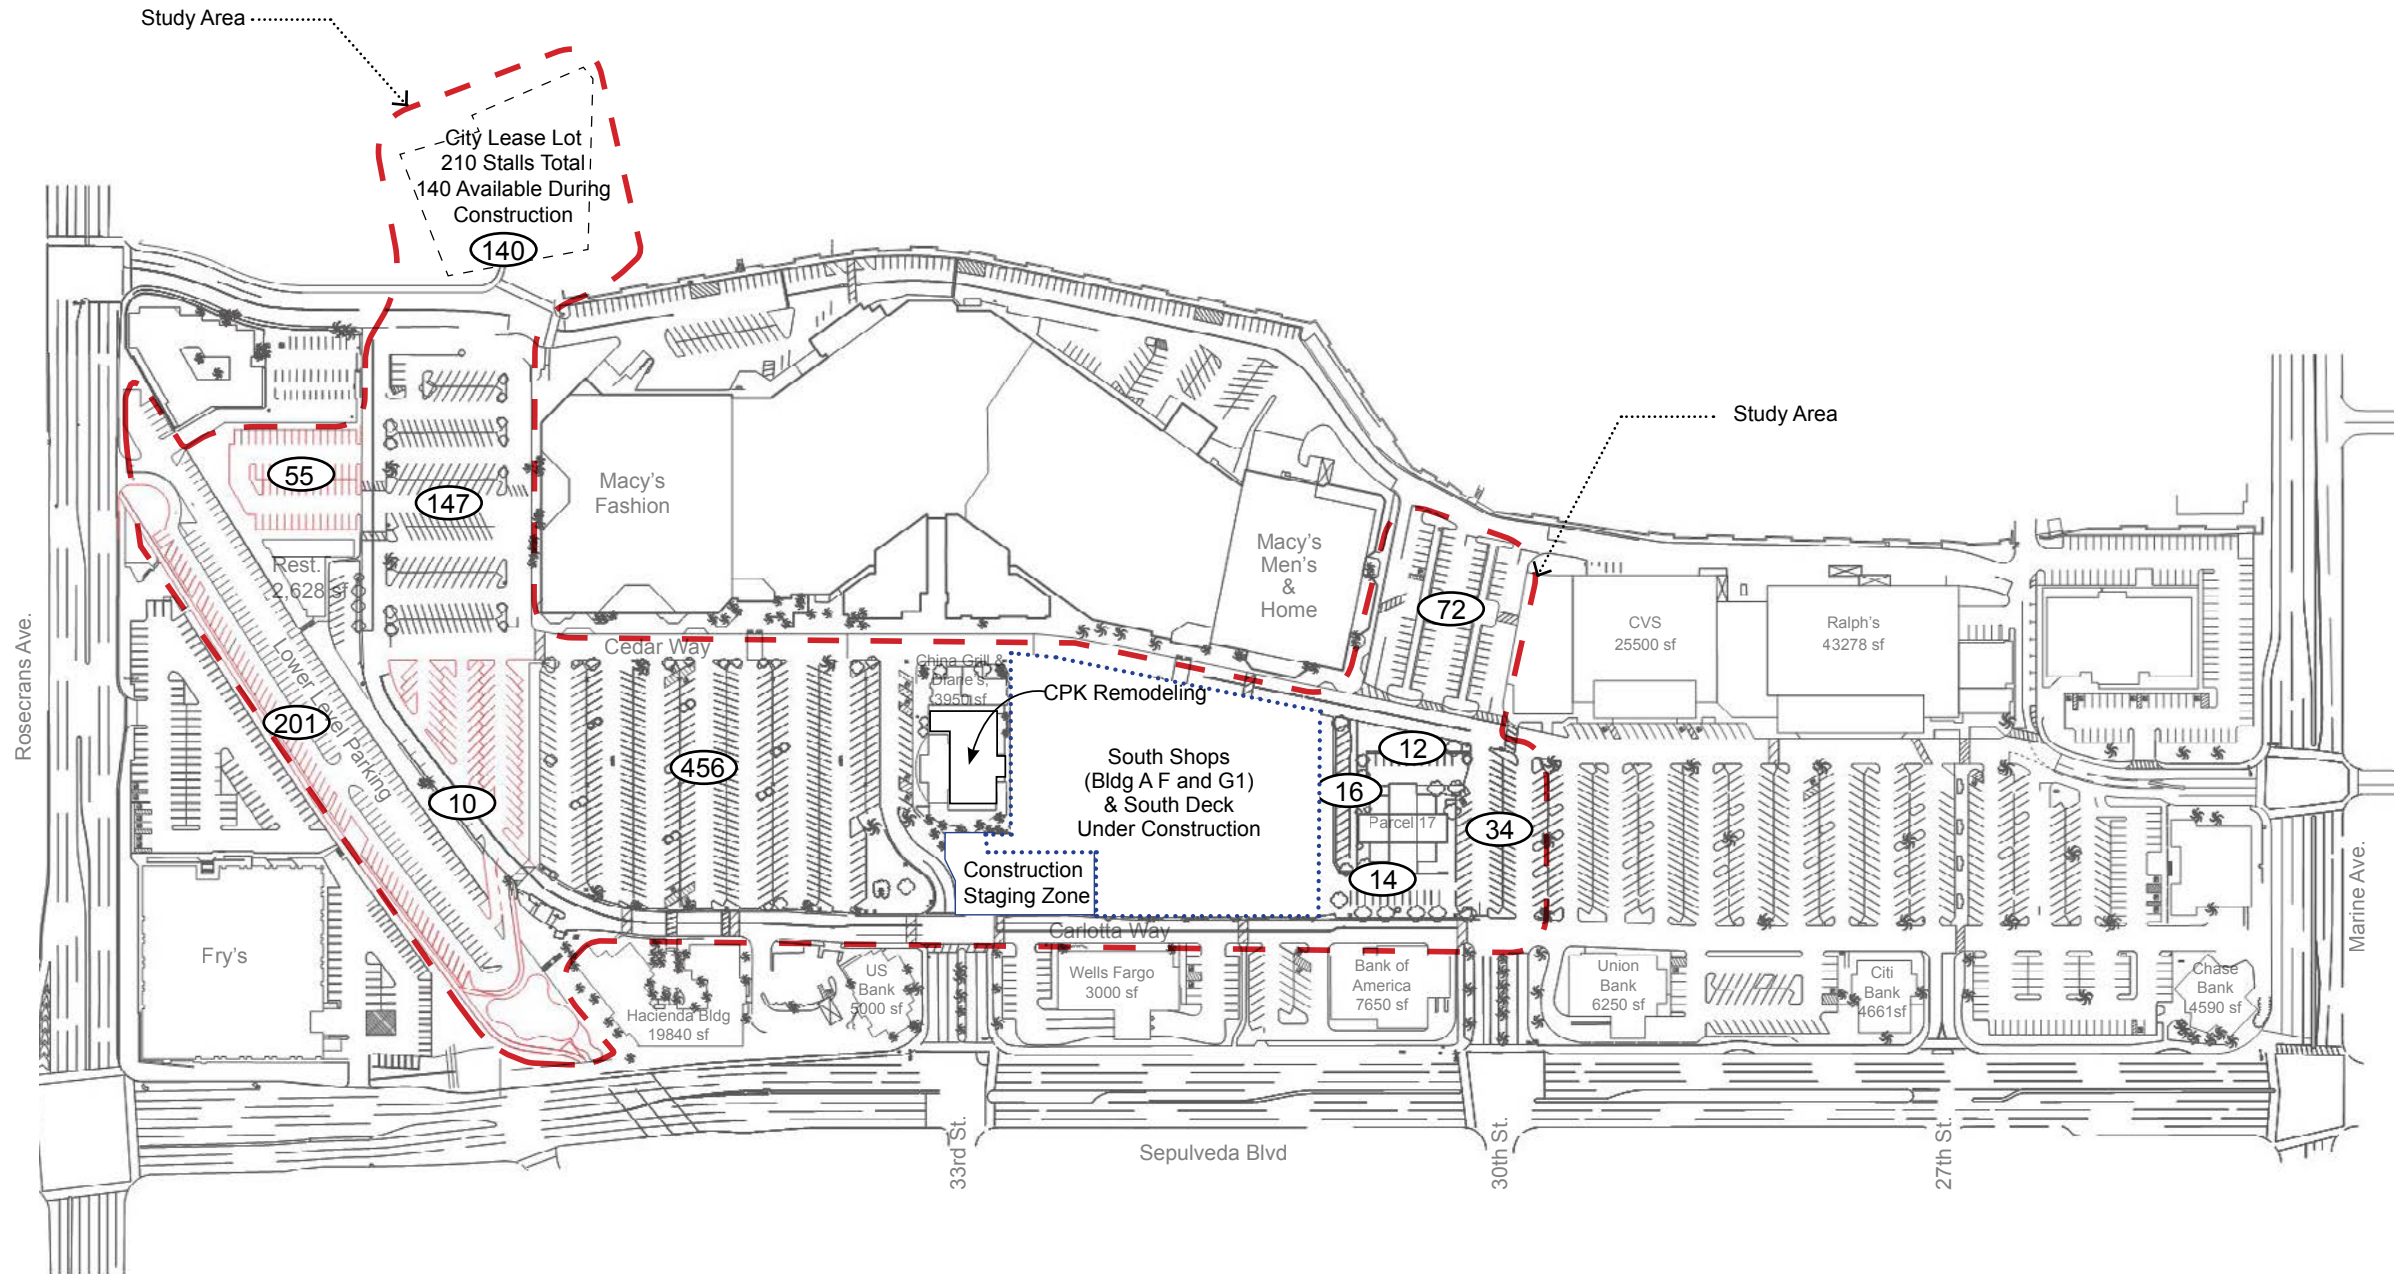 Study Area
City Lease Lot
210 Stalls Total
140 Available During
Construction
140
Study Area
55
147
Macy's
Fashion
Macy's
Men's
&
Home
72
CVS
25500 sf
Ralph's
43278 sf
Rest.
2,628 sf
Rosecrans Ave.
Lower Level Parking
201
10
Cedar Way
456
China Grill &
Diane's,
3950 sf
CPK Remodeling
South Shops
(Bldg A F and G1)
& South Deck
Under Construction
Construction
Staging Zone
12
16
Parcel 17
14
34
Marine Ave.
Carlotta Way
Fry's
Hacienda Bldg
19840 sf
US
Bank
5000 sf
Wells Fargo
3000 sf
Bank of
America
7650 sf
Union
Bank
6250 sf
Citi
Bank
4661sf
Chase
Bank
4590 sf
33rd St.
Sepulveda Blvd
30th St.
27th St.